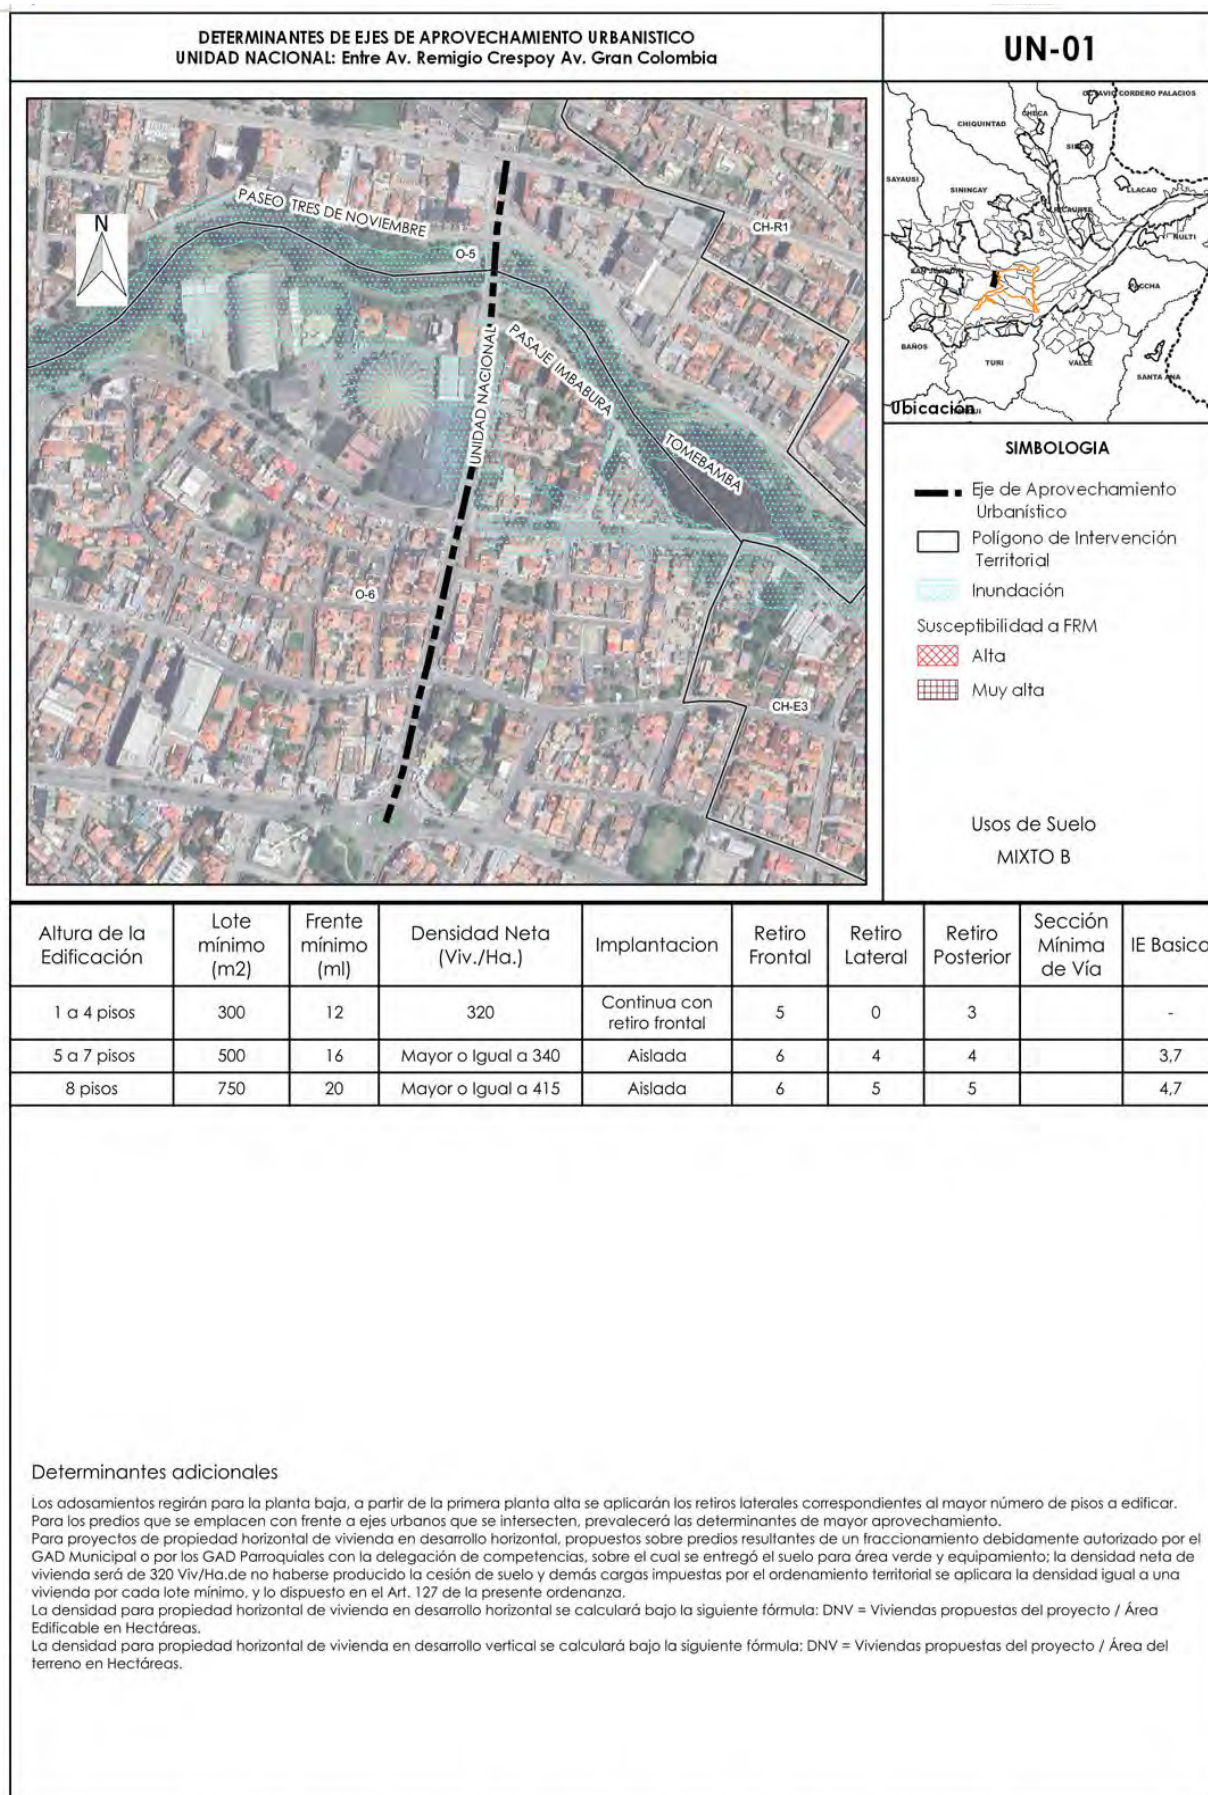 DETERMINANTES DE EJES DE APROVECHAMIENTO URBANISTICO
UNIDAD NACIONAL: Entre Av. Remigio Crespoy Av. Gran Colombia
UN-01
PASEO TRES DE NOVIEMBRE
N
CH-R1
O-5
PASAJE IMBABURA
UNIDAD NACIONAL
TOMEBAMBA
O-6
CH-E3
OCTAVIO CORDERO PALACIOS
CHECA
CHIQUINTAD
SAYAUSI
SININCAY
LLACAO
NULTI
SAN JOAQUIN
PACCHA
BAÑOS
TURI
VALLE
SANTA ANA
Ubicación
SIMBOLOGIA
Eje de Aprovechamiento
Urbanístico
Polígono de Intervención
Territorial
Inundación
Susceptibilidad a FRM
Alta
Muy alta
Usos de Suelo
MIXTO B
Altura de la Edificación Lote mínimo (m2) Frente mínimo (ml) Densidad Neta (Viv./Ha.) Implantacion Retiro Frontal Retiro Lateral Retiro Posterior Sección Mínima de Vía IE Basico
1 a 4 pisos 300 12 320 Continua con retiro frontal 5 0 3 -
5 a 7 pisos 500 16 Mayor o Igual a 340 Aislada 6 4 4 3,7
8 pisos 750 20 Mayor o Igual a 415 Aislada 6 5 5 4,7
Determinantes adicionales
Los adosamientos regirán para la planta baja, a partir de la primera planta alta se aplicarán los retiros laterales correspondientes al mayor número de pisos a edificar.
Para los predios que se emplacen con frente a ejes urbanos que se intersecten, prevalecerá las determinantes de mayor aprovechamiento.
Para proyectos de propiedad horizontal de vivienda en desarrollo horizontal, propuestos sobre predios resultantes de un fraccionamiento debidamente autorizado por el
GAD Municipal o por los GAD Parroquiales con la delegación de competencias, sobre el cual se entregó el suelo para área verde y equipamiento; la densidad neta de
vivienda será de 320 Viv/Ha.de no haberse producido la cesión de suelo y demás cargas impuestas por el ordenamiento territorial se aplicara la densidad igual a una
vivienda por cada lote mínimo, y lo dispuesto en el Art. 127 de la presente ordenanza.
La densidad para propiedad horizontal de vivienda en desarrollo horizontal se calculará bajo la siguiente fórmula: DNV = Viviendas propuestas del proyecto / Área
Edificable en Hectáreas.
La densidad para propiedad horizontal de vivienda en desarrollo vertical se calculará bajo la siguiente fórmula: DNV = Viviendas propuestas del proyecto / Área del
terreno en Hectáreas.